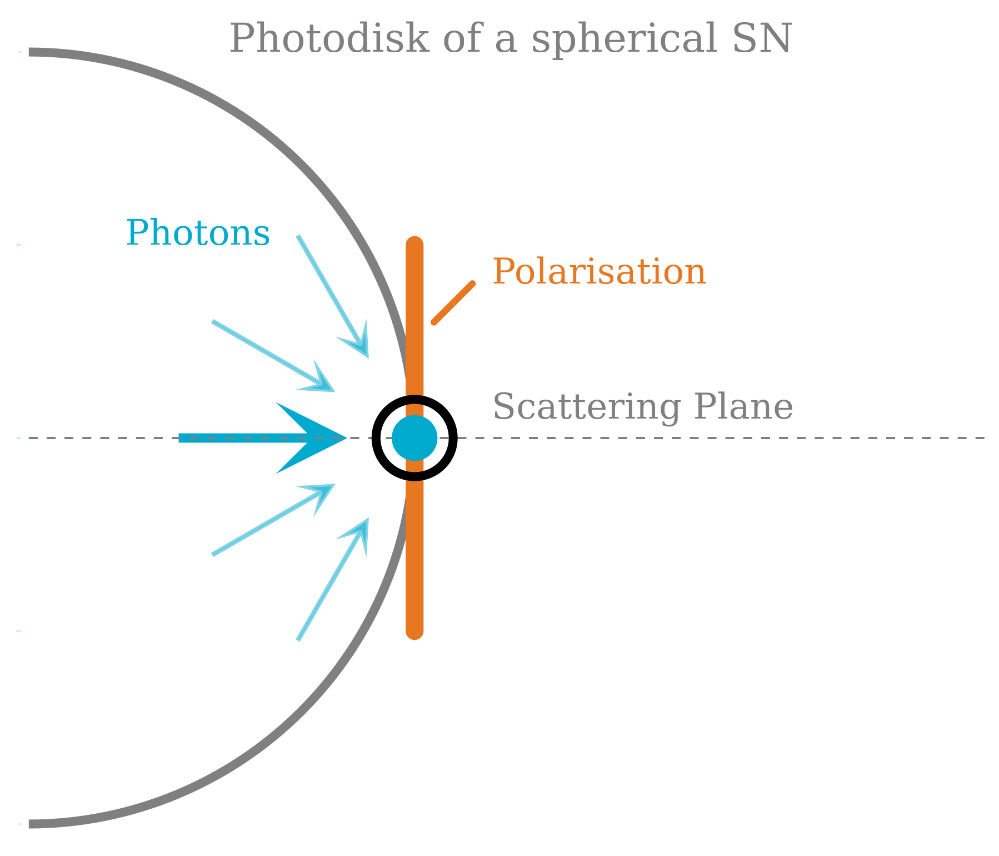 Photodisk of a spherical SN
Photons
Polarisation
Scattering Plane